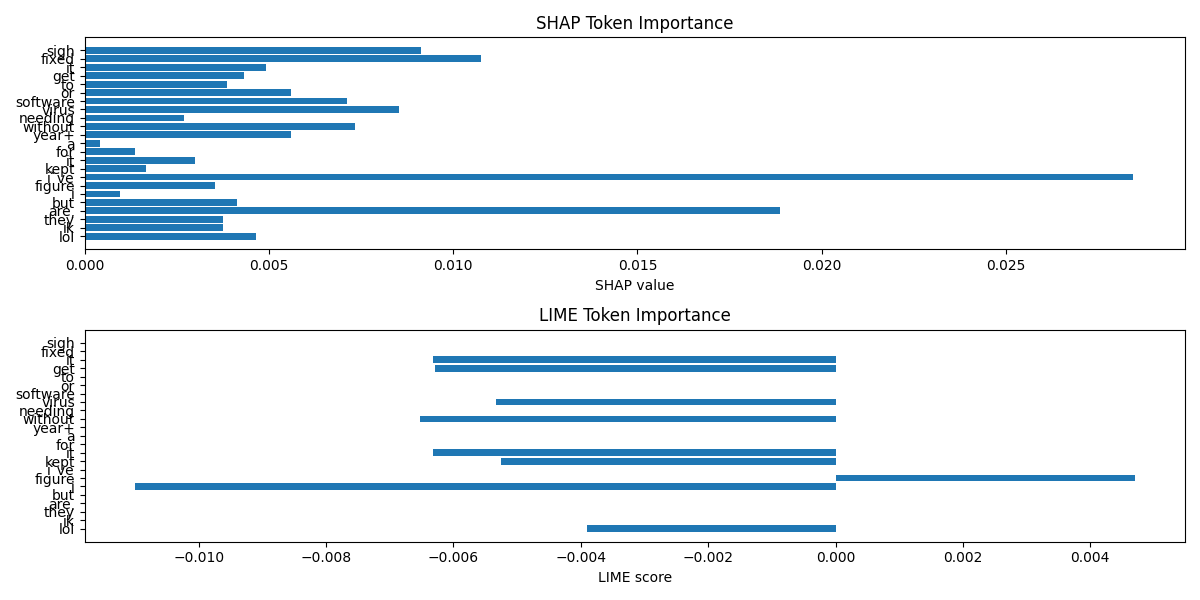 SHAP Token Importance
sigh
fixed
it
get
to
or
software
virus
needing
without
year+
a
for
it
kept
i've
figure
i
but
are
they
ik
lol
0.000 0.005 0.010 0.015 0.020 0.025
SHAP value
LIME Token Importance
sigh
fixed
it
get
to
or
software
virus
needing
without
year+
a
for
it
kept
i've
figure
i
but
are
they
ik
lol
−0.010 −0.008 −0.006 −0.004 −0.002 0.000 0.002 0.004
LIME score